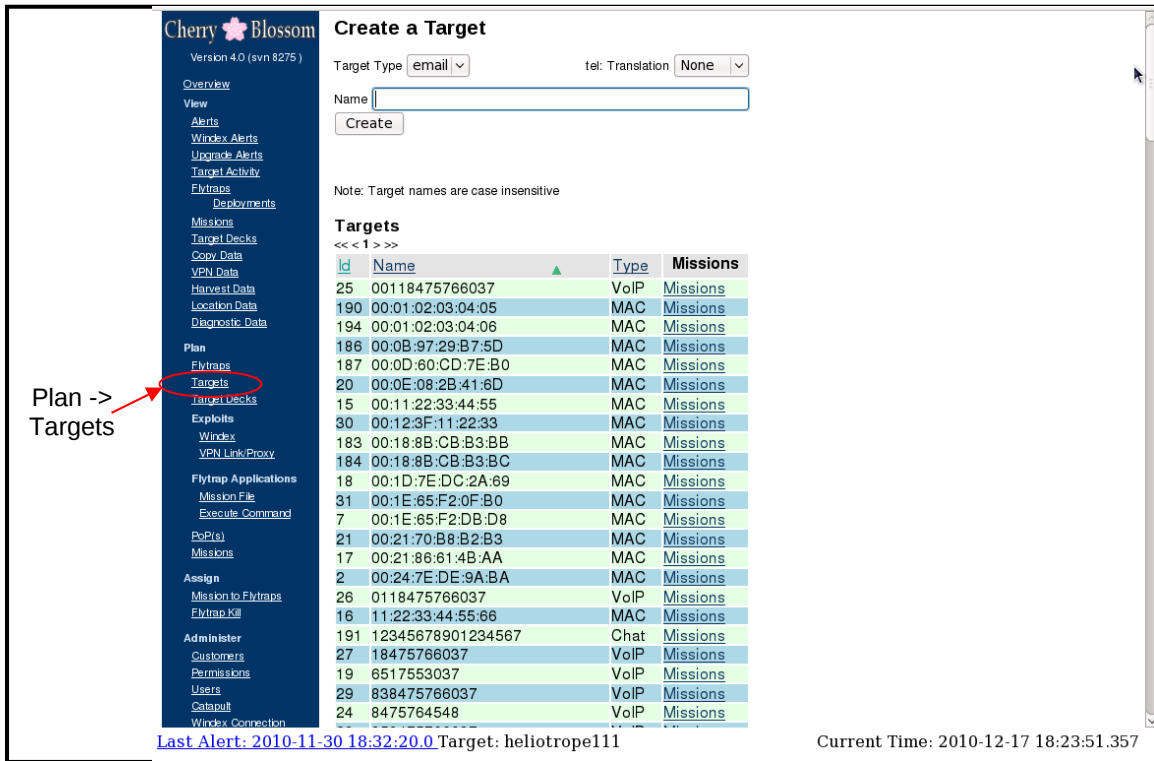 Cherry Blossom
Version 4.0 (svn 8275 )
Overview
View
Alerts
Windex Alerts
Upgrade Alerts
Target Activity
Flytraps
Deployments
Missions
Target Decks
Copy Data
VPN Data
Harvest Data
Location Data
Diagnostic Data
Plan
Flytraps
Targets
Target Decks
Exploits
Windex
VPN Link/Proxy
Flytrap Applications
Mission File
Execute Command
PoP(s)
Missions
Assign
Mission to Flytraps
Flytrap Kill
Administer
Customers
Permissions
Users
Catapult
Windex Connection
Plan ->
Targets
Create a Target
Target Type email tel: Translation None
Name
Create
Note: Target names are case insensitive
Targets
<< < 1 > >>
Id Name Type Missions
25 00118475766037 VoIP Missions
190 00:01:02:03:04:05 MAC Missions
194 00:01:02:03:04:06 MAC Missions
186 00:0B:97:29:B7:5D MAC Missions
187 00:0D:60:CD:7E:B0 MAC Missions
20 00:0E:08:2B:41:6D MAC Missions
15 00:11:22:33:44:55 MAC Missions
30 00:12:3F:11:22:33 MAC Missions
183 00:18:8B:CB:B3:BB MAC Missions
184 00:18:8B:CB:B3:BC MAC Missions
18 00:1D:7E:DC:2A:69 MAC Missions
31 00:1E:65:F2:0F:B0 MAC Missions
7 00:1E:65:F2:DB:D8 MAC Missions
21 00:21:70:B8:B2:B3 MAC Missions
17 00:21:86:61:4B:AA MAC Missions
2 00:24:7E:DE:9A:BA MAC Missions
26 0118475766037 VoIP Missions
16 11:22:33:44:55:66 MAC Missions
191 12345678901234567 Chat Missions
27 18475766037 VoIP Missions
19 6517553037 VoIP Missions
29 838475766037 VoIP Missions
24 8475764548 VoIP Missions
Last Alert: 2010-11-30 18:32:20.0 Target: heliotrope111 Current Time: 2010-12-17 18:23:51.357